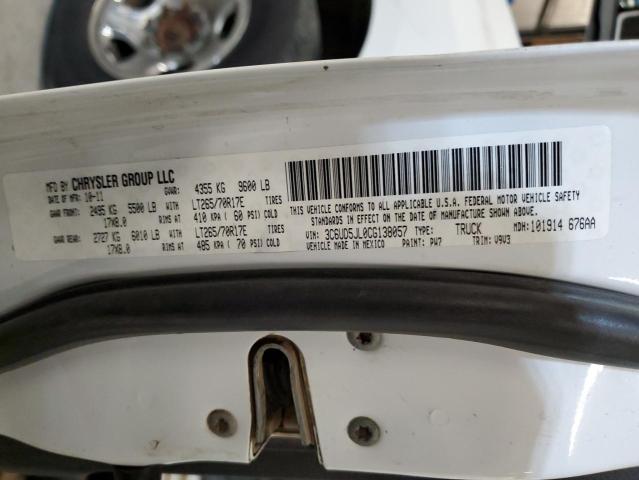 MFD BY CHRYSLER GROUP LLC
DATE OF MFR: 10-11 GVWR: 4355 KG 9600 LB
GAWR FRONT: 2495 KG 5500 LB LT265/70R17E TIRES
17X8.0 RIMS AT 410 KPA ( 60 PSI) COLD
GAWR REAR: 2727 KG 6010 LB LT265/70R17E TIRES
17X8.0 RIMS AT 485 KPA ( 70 PSI) COLD
THIS VEHICLE CONFORMS TO ALL APPLICABLE U.S.A. FEDERAL MOTOR VEHICLE SAFETY
STANDARDS IN EFFECT ON THE DATE OF MANUFACTURE SHOWN ABOVE.
VIN: 3C6UD5JL0CG138057 TYPE: TRUCK MDH: 101914 676AA
VEHICLE MADE IN MEXICO PAINT: PW7 TRIM: V9V3